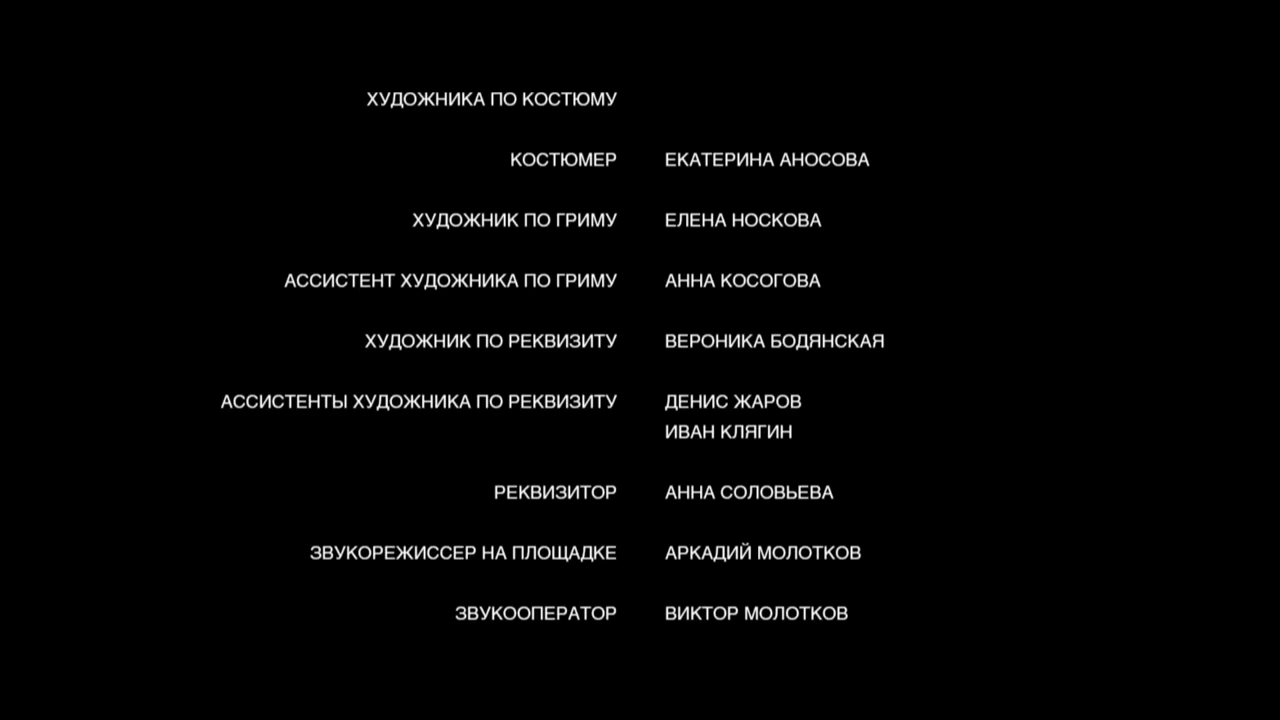 ХУДОЖНИКА ПО КОСТЮМУ
КОСТЮМЕР ЕКАТЕРИНА АНОСОВА
ХУДОЖНИК ПО ГРИМУ ЕЛЕНА НОСКОВА
АССИСТЕНТ ХУДОЖНИКА ПО ГРИМУ АННА КОСОГОВА
ХУДОЖНИК ПО РЕКВИЗИТУ ВЕРОНИКА БОДЯНСКАЯ
АССИСТЕНТЫ ХУДОЖНИКА ПО РЕКВИЗИТУ ДЕНИС ЖАРОВ
ИВАН КЛЯГИН
РЕКВИЗИТОР АННА СОЛОВЬЕВА
ЗВУКОРЕЖИССЕР НА ПЛОЩАДКЕ АРКАДИЙ МОЛОТКОВ
ЗВУКООПЕРАТОР ВИКТОР МОЛОТКОВ